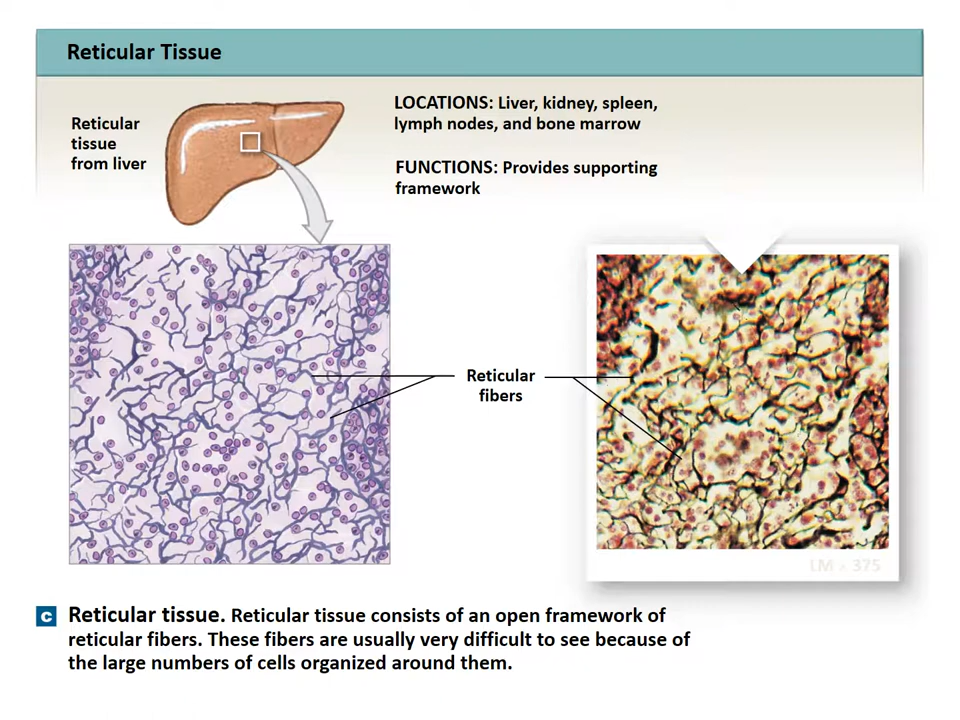 Reticular Tissue
Reticular
tissue
from liver
LOCATIONS: Liver, kidney, spleen,
lymph nodes, and bone marrow
FUNCTIONS: Provides supporting
framework
Reticular
fibers
LM × 375
c Reticular tissue. Reticular tissue consists of an open framework of
reticular fibers. These fibers are usually very difficult to see because of
the large numbers of cells organized around them.